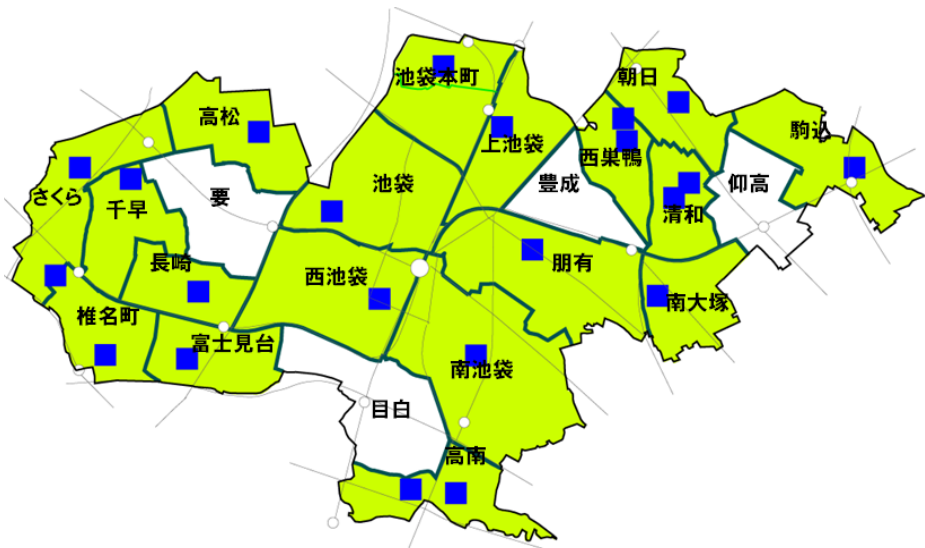 池袋本町
朝日
高松
駒込
上池袋
西巣鴨
池袋
豊成
仰高
さくら
要
千早
清和
長崎
西池袋
朋有
南大塚
椎名町
富士見台
南池袋
目白
高南